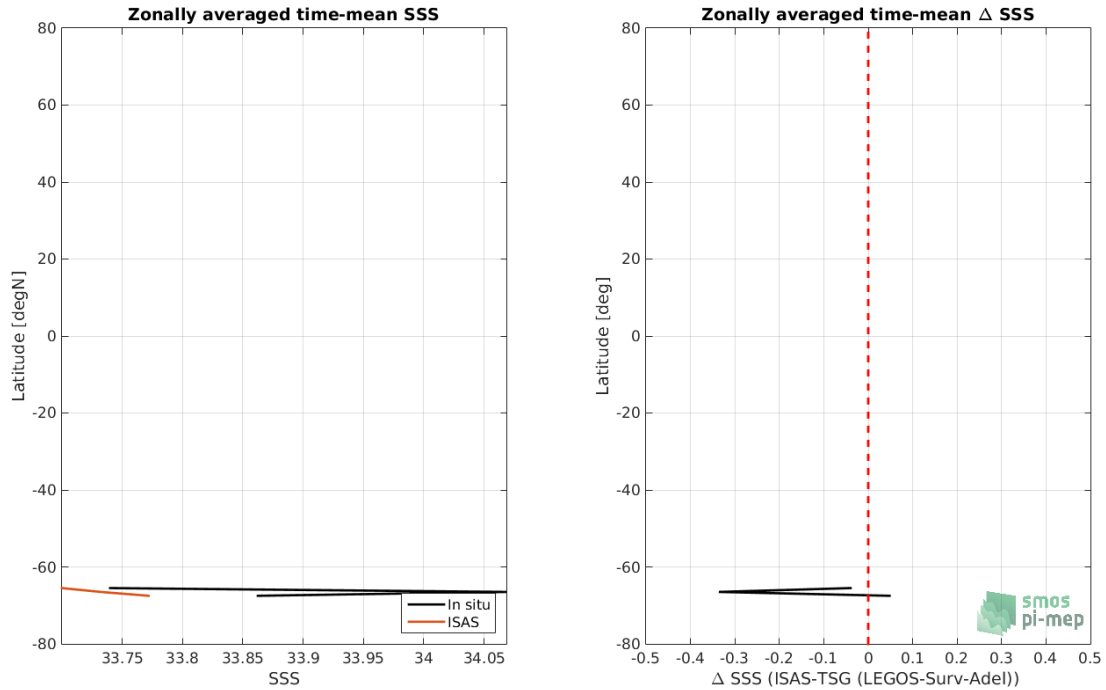 Zonally averaged time-mean SSS
80
60
40
20
0
-20
-40
-60
-80
Latitude [degN]
33.75 33.8 33.85 33.9 33.95 34 34.05
SSS
In situ
ISAS
Zonally averaged time-mean Δ SSS
80
60
40
20
0
-20
-40
-60
-80
Latitude [deg]
-0.5 -0.4 -0.3 -0.2 -0.1 0 0.1 0.2 0.3 0.4 0.5
Δ SSS (ISAS-TSG (LEGOS-Surv-Adel))
smos
pi-mep